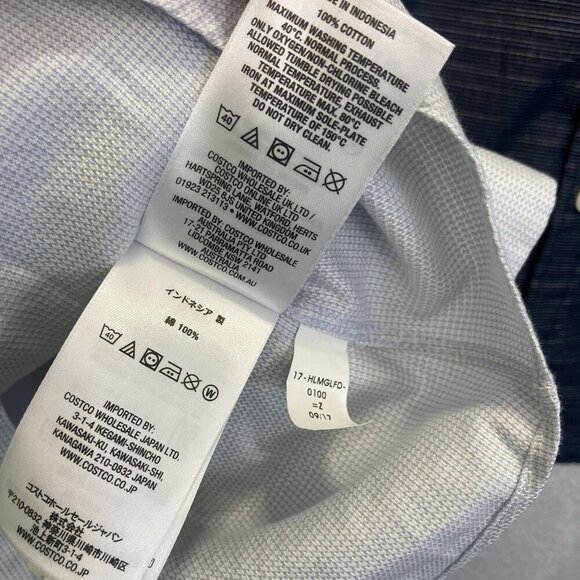 DE IN INDONESIA
100% COTTON
MAXIMUM WASHING TEMPERATURE
40°C. NORMAL PROCESS
ONLY OXYGEN/NON-CHLORINE BLEACH
ALLOWED TUMBLE DRYING POSSIBLE
NORMAL TEMPERATURE, EXHAUST
TEMPERATURE MAX. 80°C
IRON AT MAXIMUM SOLE-PLATE
TEMPERATURE OF 150°C
DO NOT DRY CLEAN.
40
IMPORTED BY:
COSTCO WHOLESALE UK LTD /
COSTCO ONLINE UK LTD
HARTSPRING LANE, WATFORD, HERTS
WD25 8JS UNITED KINGDOM
01923 213113 • WWW.COSTCO.CO.UK
IMPORTED BY: COSTCO WHOLESALE
AUSTRALIA PTY LTD
17-21 PARRAMATTA ROAD
LIDCOMBE NSW 2141
AUSTRALIA
WWW.COSTCO.COM.AU
インドネシア 製
綿 100%
40 W
IMPORTED BY:
COSTCO WHOLESALE JAPAN LTD.
3-1-4 IKEGAMI-SHINCHO
KAWASAKI-KU, KAWASAKI-SHI,
KANAGAWA 210-0832 JAPAN
WWW.COSTCO.CO.JP
コストコホールセールジャパン
株式会社
〒210-0832
神奈川県川崎市川崎区
池上新町3-1-4
WWW.COSTCO.CO.JP
3
17-HLMGLFD-
0100
=Z
09/17